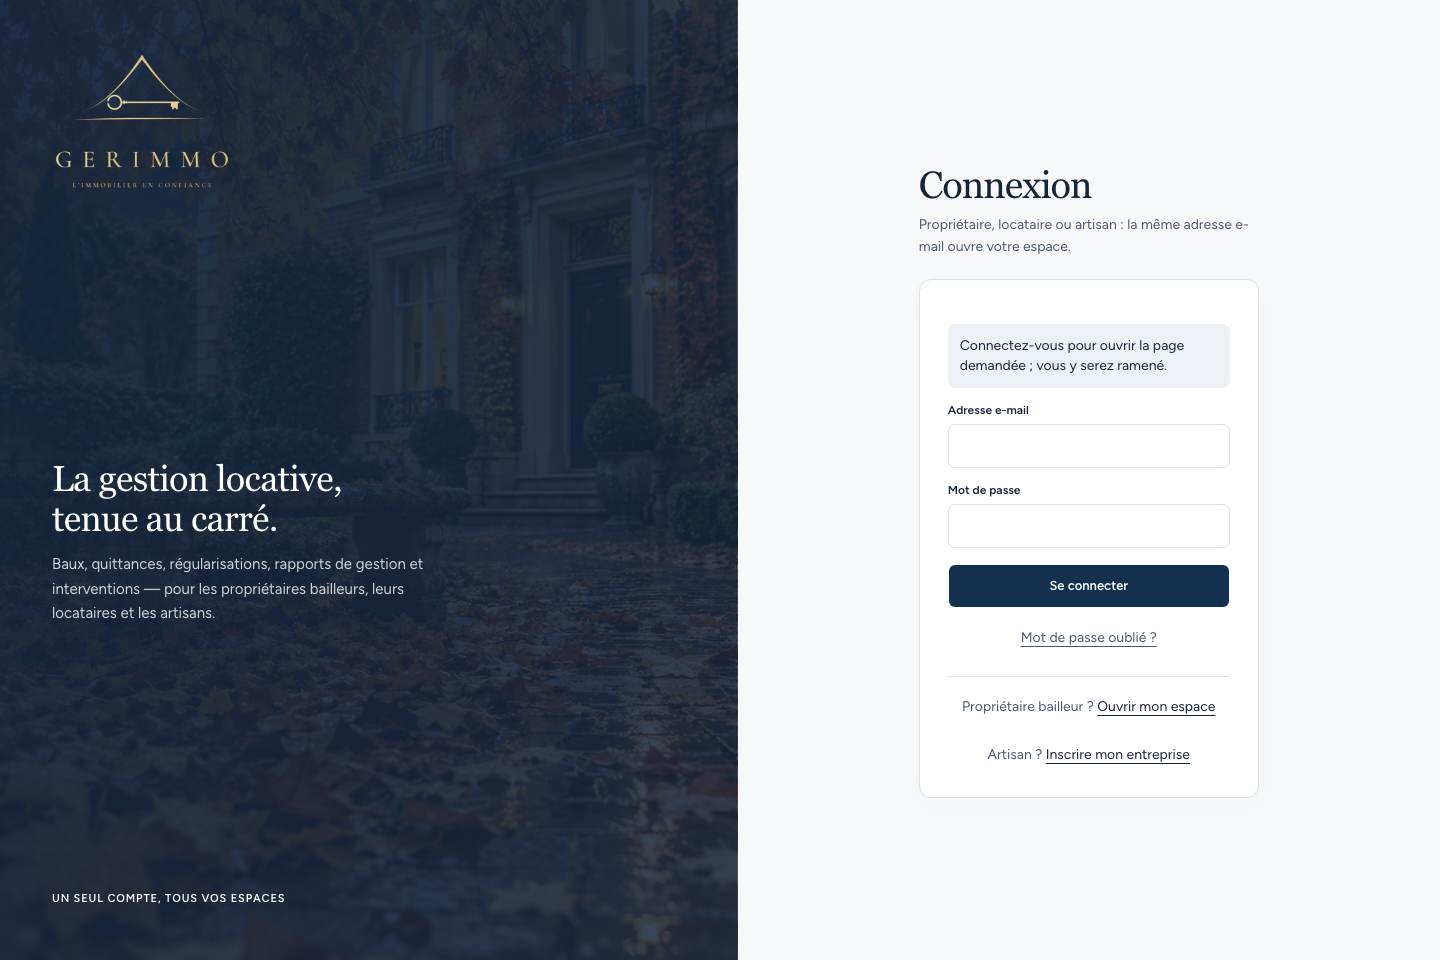 GERIMMO
L'IMMOBILIER EN CONFIANCE
La gestion locative,
tenue au carré.
Baux, quittances, régularisations, rapports de gestion et
interventions — pour les propriétaires bailleurs, leurs
locataires et les artisans.
UN SEUL COMPTE, TOUS VOS ESPACES
Connexion
Propriétaire, locataire ou artisan : la même adresse e-
mail ouvre votre espace.
Connectez-vous pour ouvrir la page
demandée ; vous y serez ramené.
Adresse e-mail
Mot de passe
Se connecter
Mot de passe oublié ?
Propriétaire bailleur ? Ouvrir mon espace
Artisan ? Inscrire mon entreprise